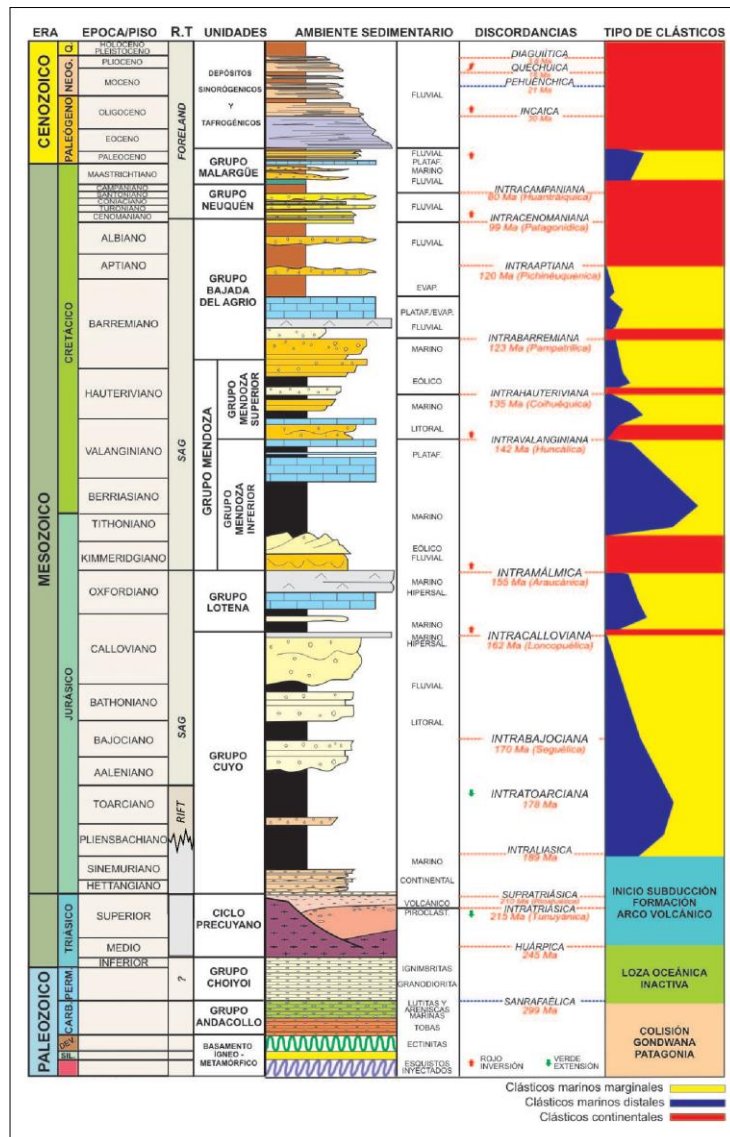 ERA EPOCA/PISO R.T UNIDADES AMBIENTE SEDIMENTARIO DISCORDANCIAS TIPO DE CLÁSTICOS
CENOZOICO
MESOZOICO
PALEOZOICO
Q.
NEOG.
PALEÓGENO
CRETÁCICO
JURÁSICO
TRIÁSICO
PERM.
CARB.
DEV.
SIL.
HOLOCENO
PLEISTOCENO
PLIOCENO
MIOCENO
OLIGOCENO
EOCENO
PALEOCENO
MAASTRICHTIANO
CAMPANIANO
SANTONIANO
CONIACIANO
TURONIANO
CENOMANIANO
ALBIANO
APTIANO
BARREMIANO
HAUTERIVIANO
VALANGINIANO
BERRIASIANO
TITHONIANO
KIMMERIDGIANO
OXFORDIANO
CALLOVIANO
BATHONIANO
BAJOCIANO
AALENIANO
TOARCIANO
PLIENSBACHIANO
SINEMURIANO
HETTANGIANO
SUPERIOR
MEDIO
INFERIOR
FORELAND
SAG
SAG
RIFT
?
DEPÓSITOS
SINORÓGENICOS
Y
TAFROGÉNICOS
GRUPO
MALARGÜE
GRUPO
NEUQUÉN
GRUPO
BAJADA
DEL AGRIO
GRUPO MENDOZA
GRUPO
MENDOZA
SUPERIOR
GRUPO
MENDOZA
INFERIOR
GRUPO
LOTENA
GRUPO
CUYO
CICLO
PRECUYANO
GRUPO
CHOIYOI
GRUPO
ANDACOLLO
BASAMENTO
ÍGNEO -
METAMÓRFICO
FLUVIAL
FLUVIAL
PLATAF.
MARINO
FLUVIAL
FLUVIAL
FLUVIAL
EVAP.
PLATAF/EVAP.
FLUVIAL
MARINO
EÓLICO
MARINO
LITORAL
PLATAF.
MARINO
EÓLICO
FLUVIAL
MARINO
HIPERSAL.
MARINO
MARINO
HIPERSAL.
FLUVIAL
LITORAL
MARINO
CONTINENTAL
VOLCÁNICO
PIROCLAST.
IGNIMBRITAS
GRANODIORITA
LUTITAS Y
ARENISCAS
MARINAS
TOBAS
ECTINITAS
ESQUISTOS
INYECTADOS
DIAGUIÍTICA
QUECHUICA
PEHUÉNCHICA
21 Ma
INCAICA
30 Ma
INTRACAMPANIANA
80 Ma (Huantráiquica)
INTRACENOMANIANA
99 Ma (Patagonídica)
INTRAAPTIANA
120 Ma (Pichinéuquenica)
INTRABARREMIANA
123 Ma (Pampatrílica)
INTRAHAUTERIVIANA
135 Ma (Coihuéquica)
INTRAVALANGINIANA
142 Ma (Huncálica)
INTRAMÁLMICA
155 Ma (Araucánica)
INTRACALLOVIANA
162 Ma (Loncopuélica)
INTRABAJOCIANA
170 Ma (Seguélica)
INTRATOARCIANA
178 Ma
INTRALIASICA
189 Ma
SUPRATRIÁSICA
INTRATRIÁSICA
215 Ma (Tunuyánica)
HUÁRPICA
245 Ma
SANRAFAÉLICA
299 Ma
ROJO
INVERSIÓN
VERDE
EXTENSIÓN
INICIO SUBDUCCIÓN
FORMACIÓN
ARCO VOLCÁNICO
LOZA OCEÁNICA
INACTIVA
COLISIÓN
GONDWANA
PATAGONIA
Clásticos marinos marginales
Clásticos marinos distales
Clásticos continentales